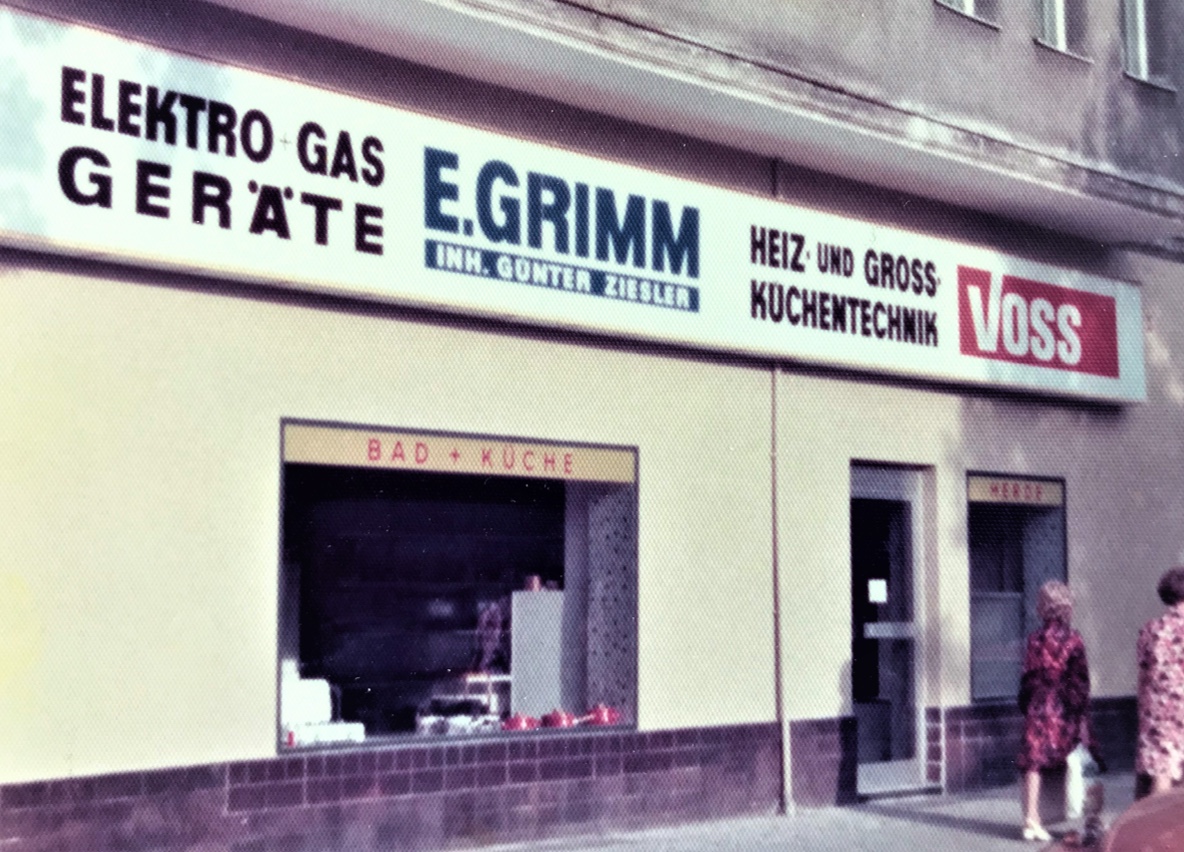 ELEKTRO + GAS
GERÄTE
E.GRIMM
INH. GÜNTER ZIESLER
HEIZ- UND GROSS-
KÜCHENTECHNIK
VOSS
BAD + KÜCHE
HERDE